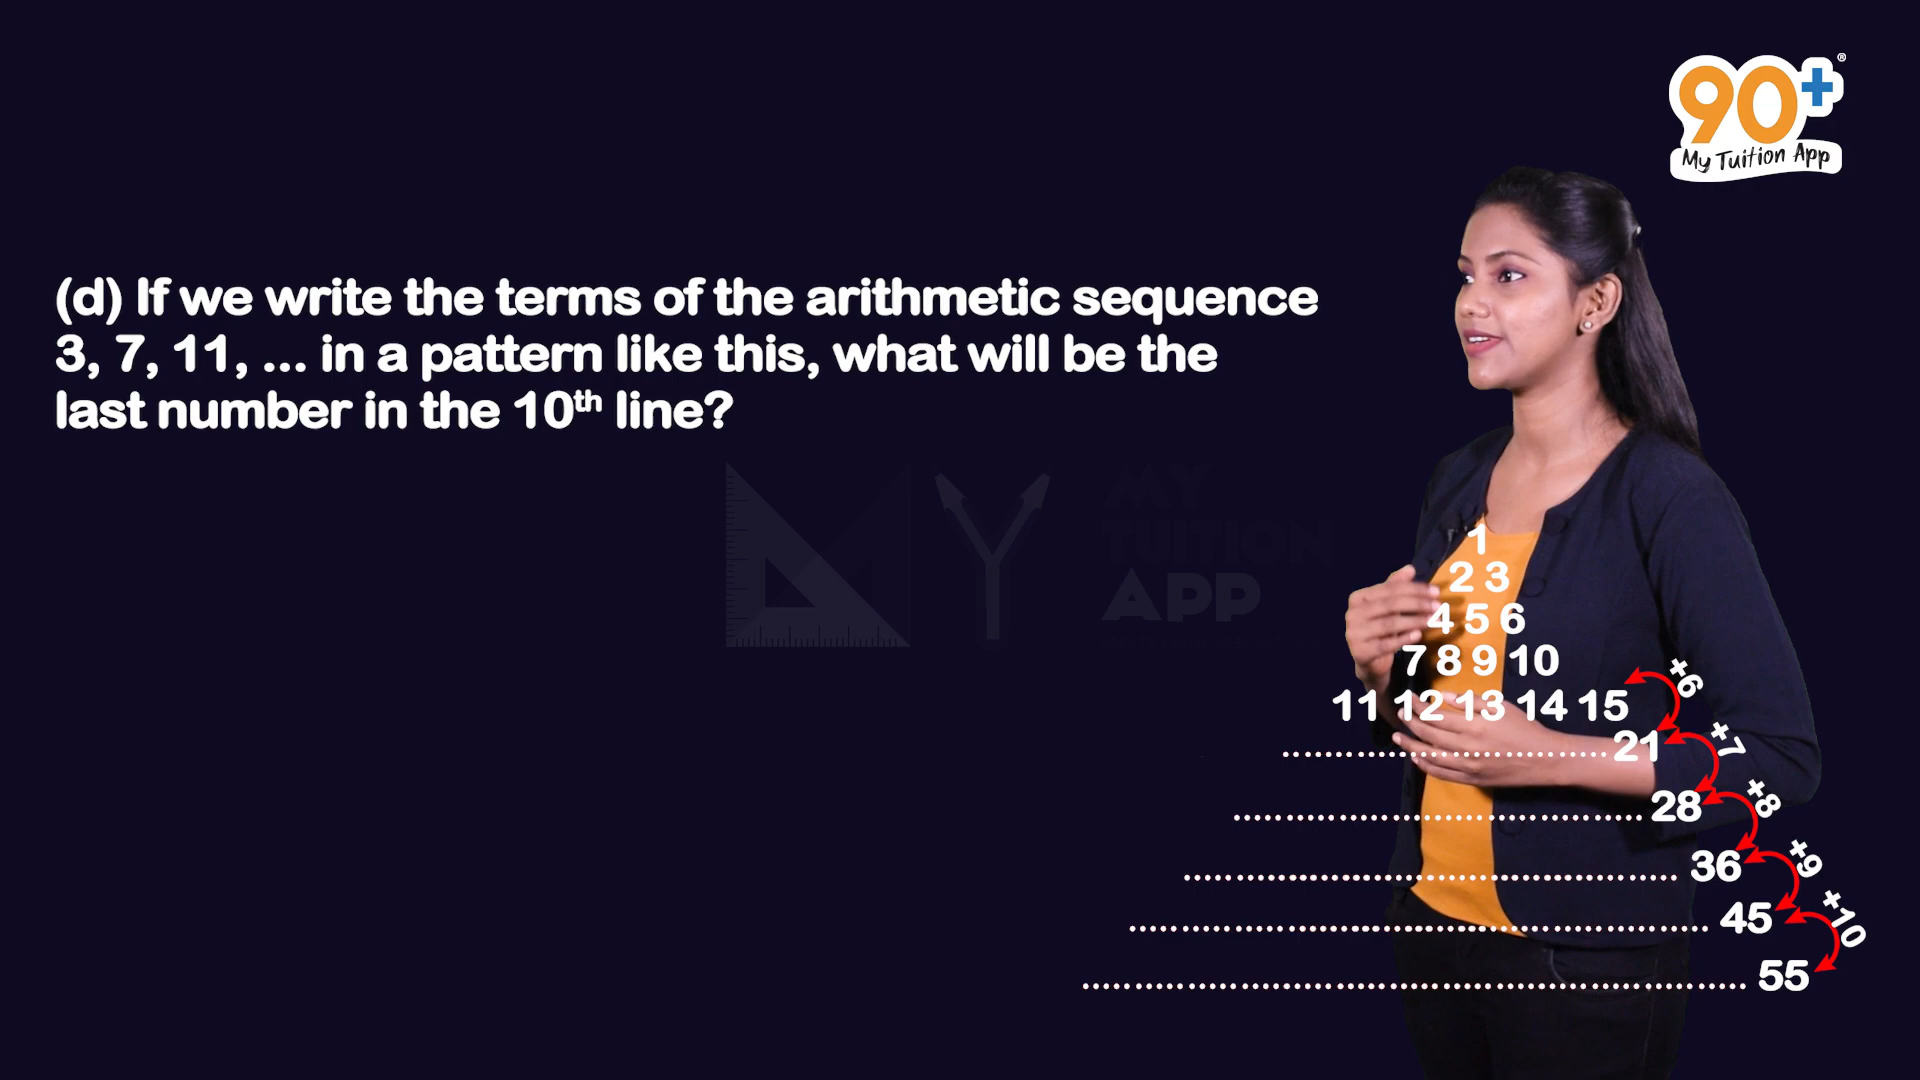 90+®
My Tuition App
(d) If we write the terms of the arithmetic sequence
3, 7, 11, ... in a pattern like this, what will be the
last number in the 10th line?
MY
TUITION
APP
1
2 3
4 5 6
7 8 9 10
11 12 13 14 15
+6
21
+7
28
+8
36
+9
45
+10
55